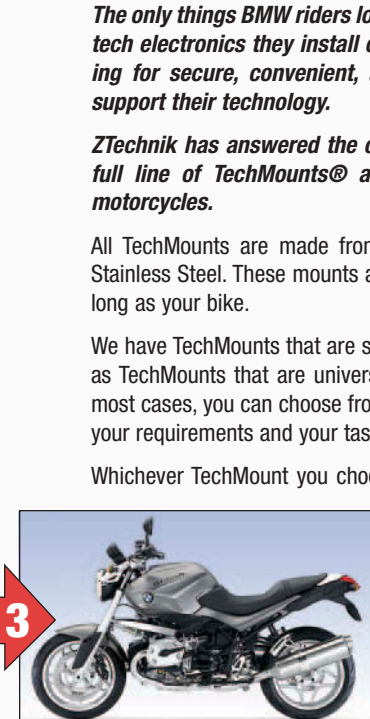 The only things BMW riders lo
tech electronics they install
ing for secure, convenient,
support their technology.
ZTechnik has answered the
full line of TechMounts® a
motorcycles.
All TechMounts are made from
Stainless Steel. These mounts a
long as your bike.
We have TechMounts that are s
as TechMounts that are univers
most cases, you can choose fro
your requirements and your tas
Whichever TechMount you choo
3